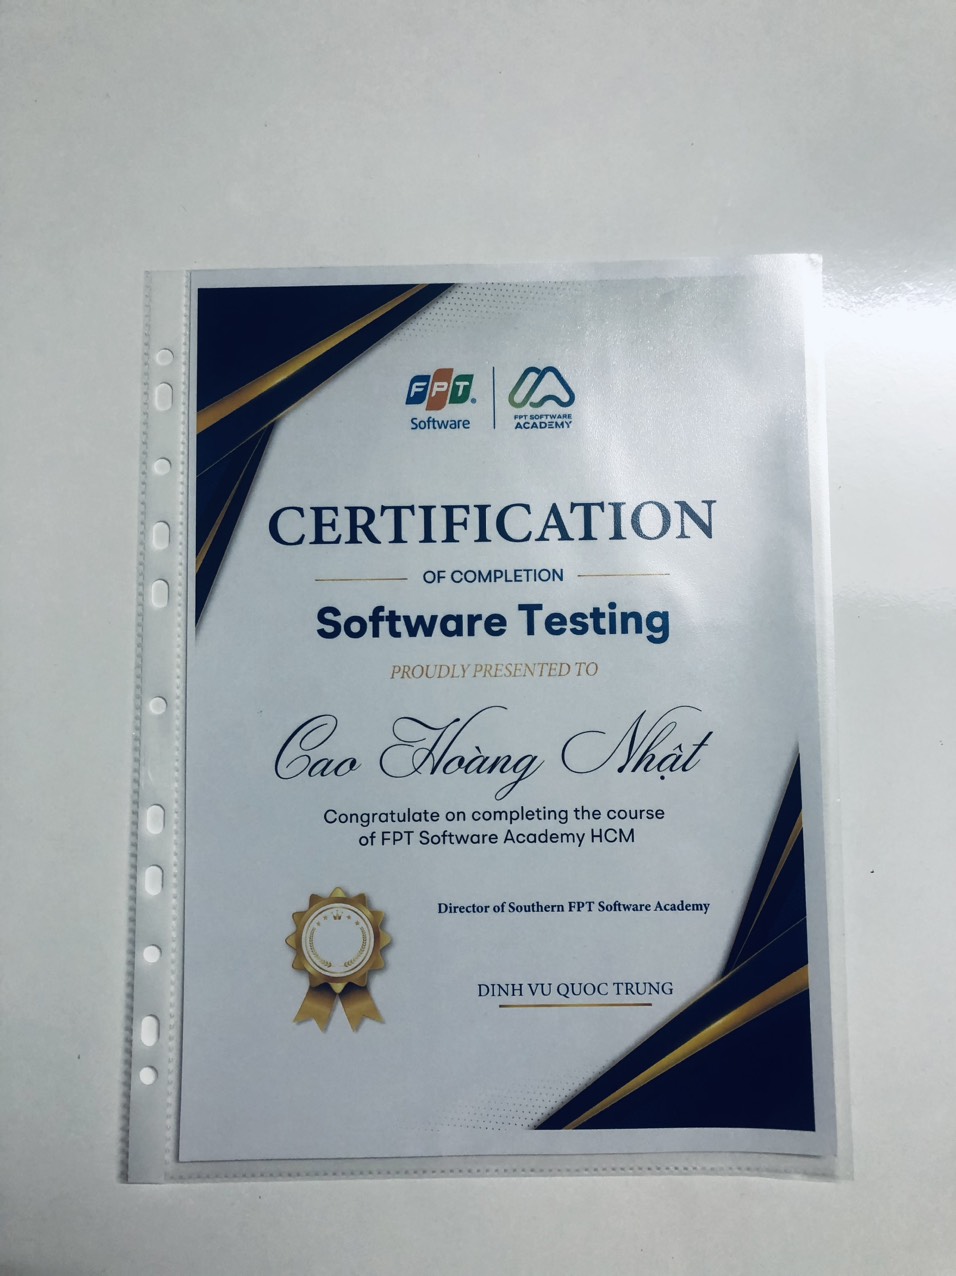 FPT
Software
FPT SOFTWARE
ACADEMY
CERTIFICATION
OF COMPLETION
Software Testing
PROUDLY PRESENTED TO
Cao Hoàng Nhật
Congratulate on completing the course
of FPT Software Academy HCM
Director of Southern FPT Software Academy
DINH VU QUOC TRUNG